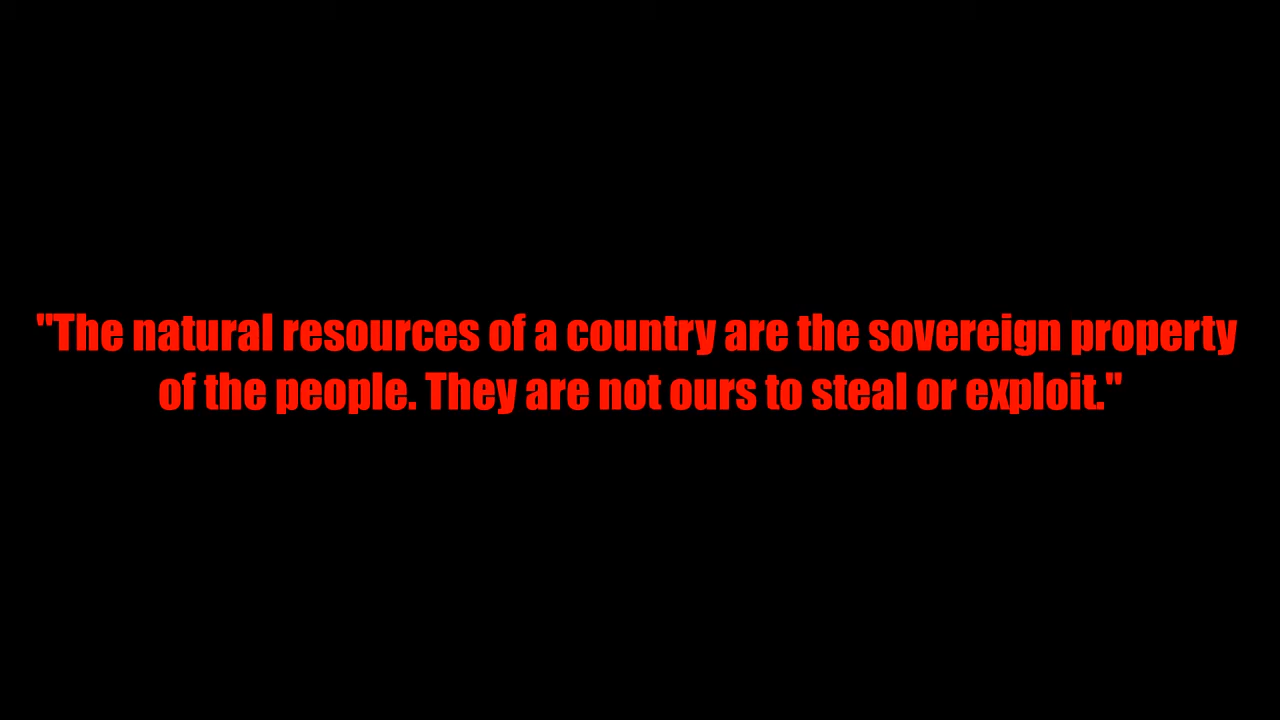 "The natural resources of a country are the sovereign property
of the people. They are not ours to steal or exploit."